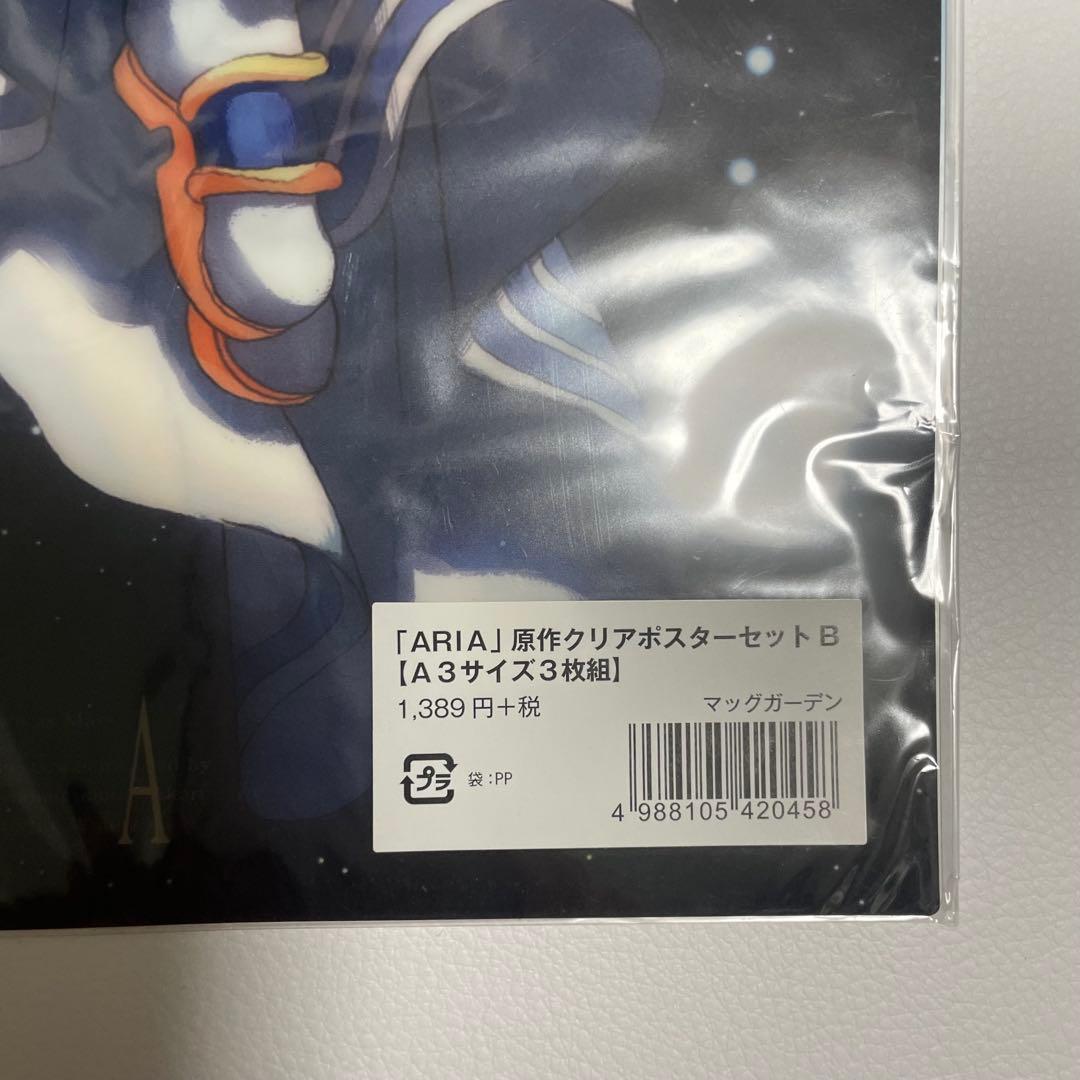 「ARIA」原作クリアポスターセットB
【A3サイズ3枚組】
1,389円+税
マッグガーデン
プラ
袋:PP
4 988105 420458
A